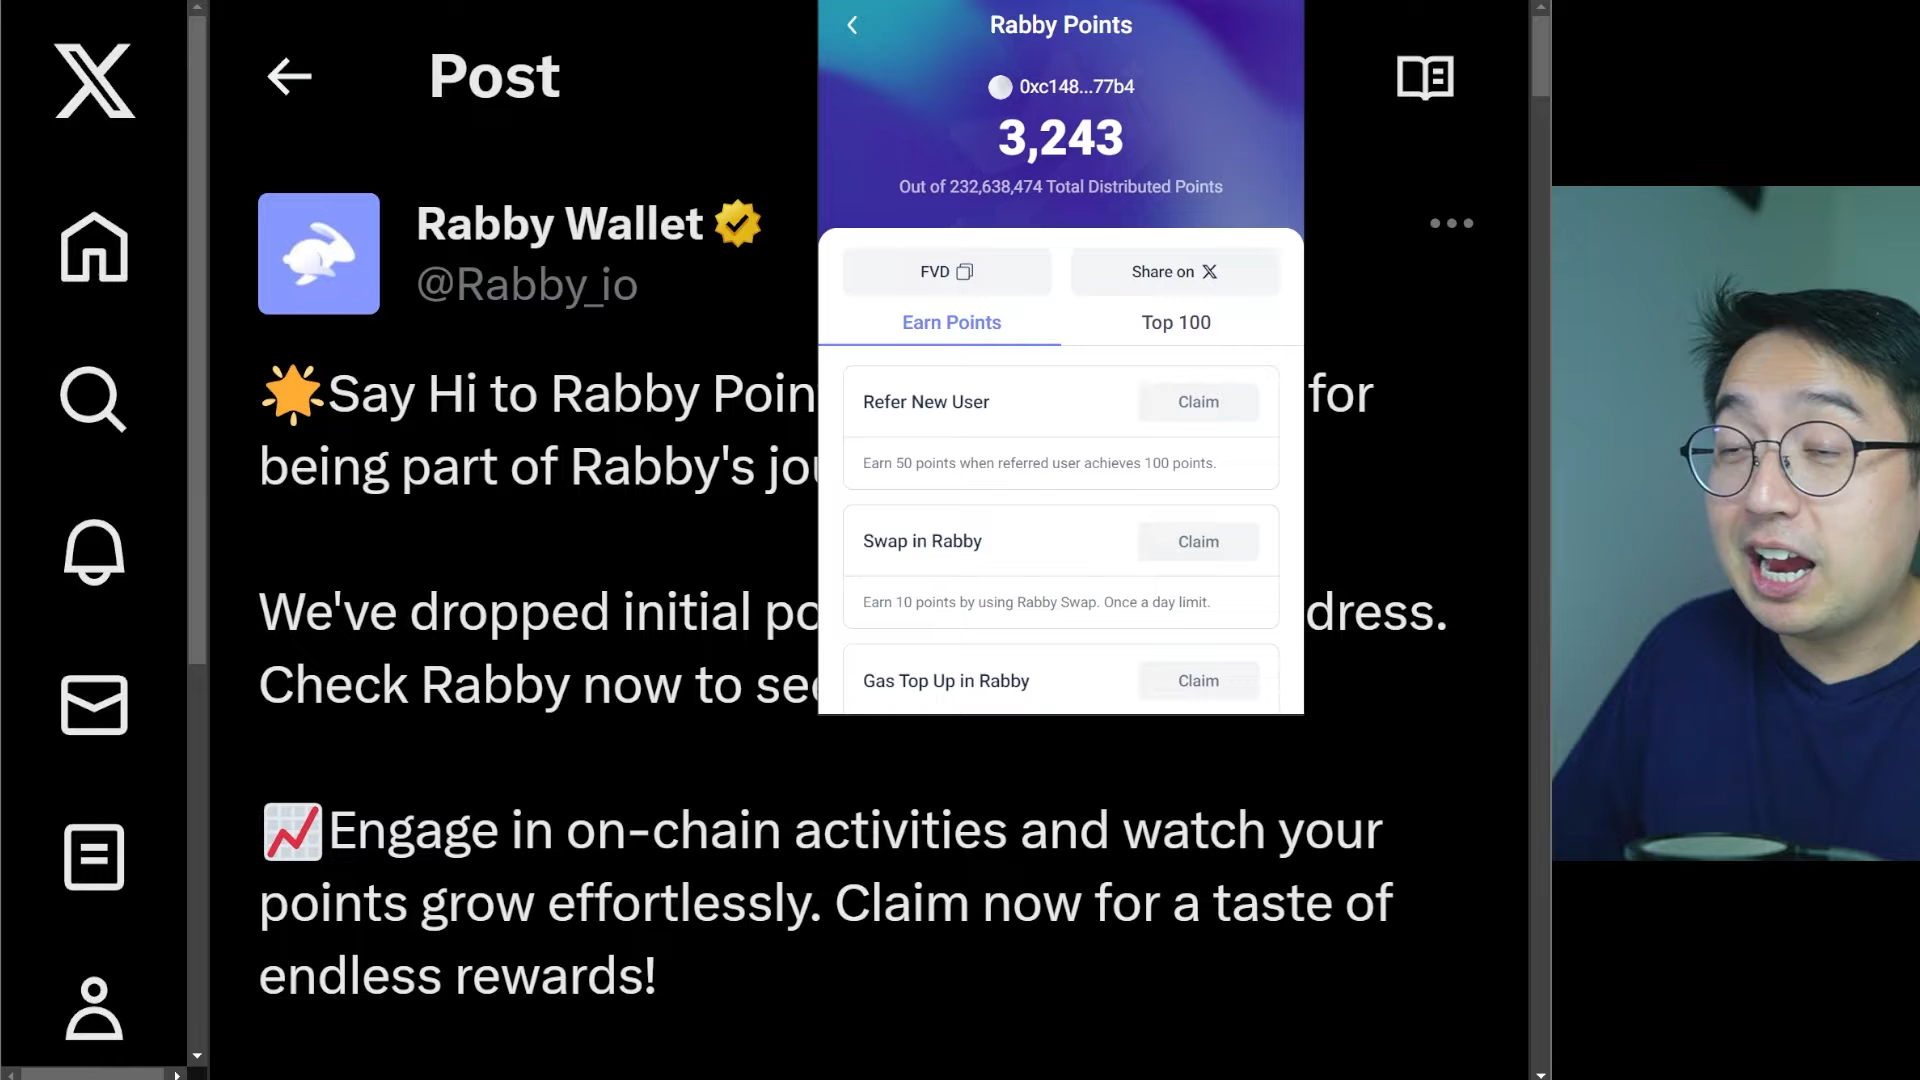 Post
Rabby Wallet
@Rabby_io
🌟Say Hi to Rabby Poin
for
being part of Rabby's jou
We've dropped initial po
dress.
Check Rabby now to see
📈Engage in on-chain activities and watch your
points grow effortlessly. Claim now for a taste of
endless rewards!
Rabby Points
0xc148...77b4
3,243
Out of 232,638,474 Total Distributed Points
FVD
Share on X
Earn Points
Top 100
Refer New User
Claim
Earn 50 points when referred user achieves 100 points.
Swap in Rabby
Claim
Earn 10 points by using Rabby Swap. Once a day limit.
Gas Top Up in Rabby
Claim